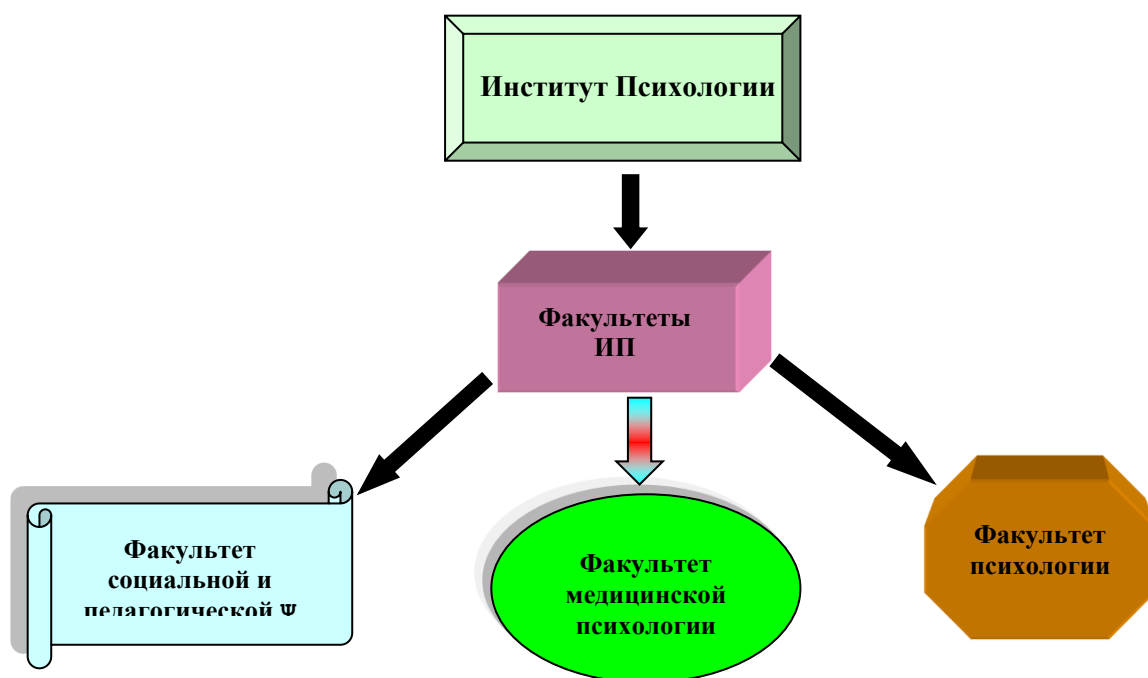 Институт Психологии
Факультеты
ИП
Факультет
социальной и
педагогической Ψ
Факультет
медицинской
психологии
Факультет
психологии